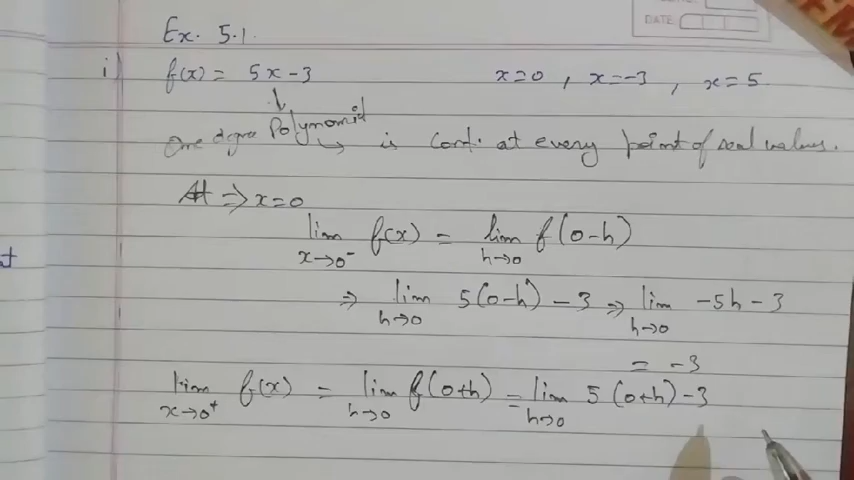 DATE:
Ex. 5.1.
i) f(x) = 5x-3 x=0 , x=-3 , x=5
↓
One degree Polynomial → is cont. at every point of real values.
At ⇒ x=0
lim x→0⁻ f(x) = lim h→0 f(0-h)
⇒ lim h→0 5(0-h) -3 ⇒ lim h→0 -5h-3
= -3
lim x→0⁺ f(x) = lim h→0 f(0+h) = lim h→0 5(0+h)-3